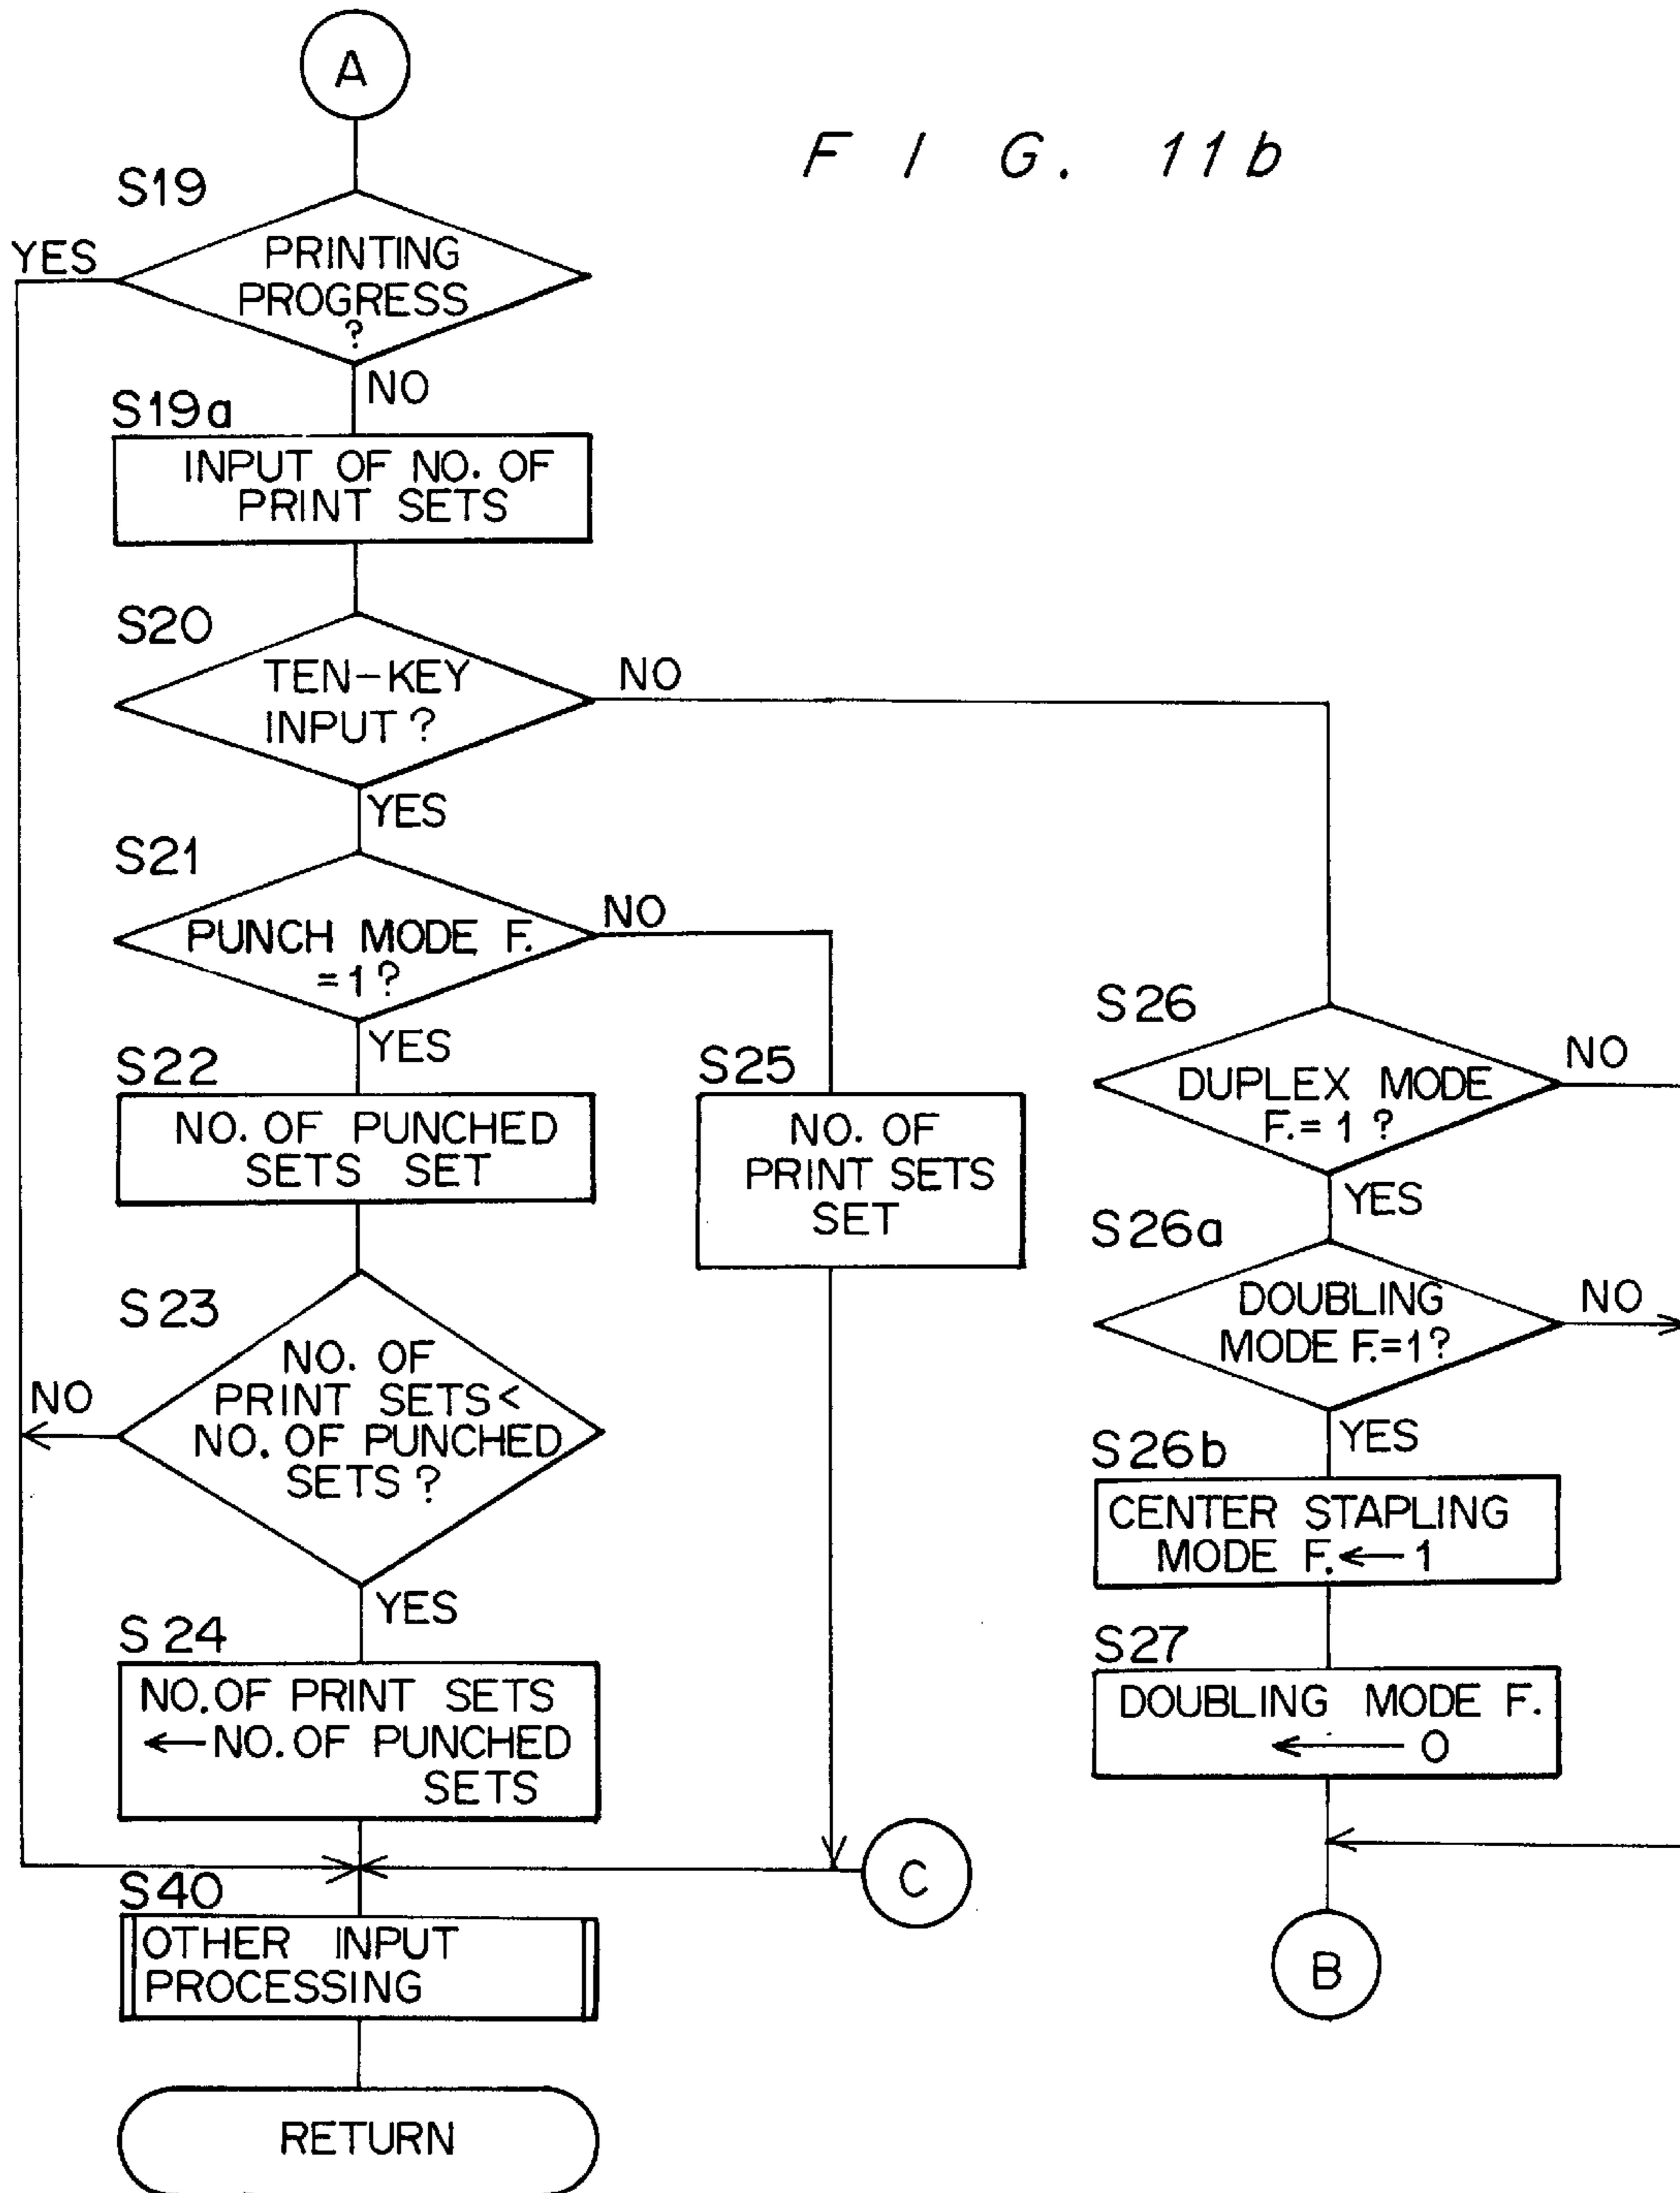 A
F I G. 11b
S19
YES
PRINTING
PROGRESS
?
NO
S19a
INPUT OF NO. OF
PRINT SETS
S20
TEN-KEY
INPUT ?
NO
YES
S21
PUNCH MODE F.
=1 ?
NO
YES
S22
NO. OF PUNCHED
SETS SET
S25
NO. OF
PRINT SETS
SET
S23
NO. OF
PRINT SETS <
NO. OF PUNCHED
SETS ?
NO
YES
S24
NO. OF PRINT SETS
← NO. OF PUNCHED
SETS
C
S40
OTHER INPUT
PROCESSING
RETURN
S26
DUPLEX MODE
F. = 1 ?
NO
YES
S26a
DOUBLING
MODE F.=1?
NO
YES
S26b
CENTER STAPLING
MODE F. ← 1
S27
DOUBLING MODE F.
← 0
B